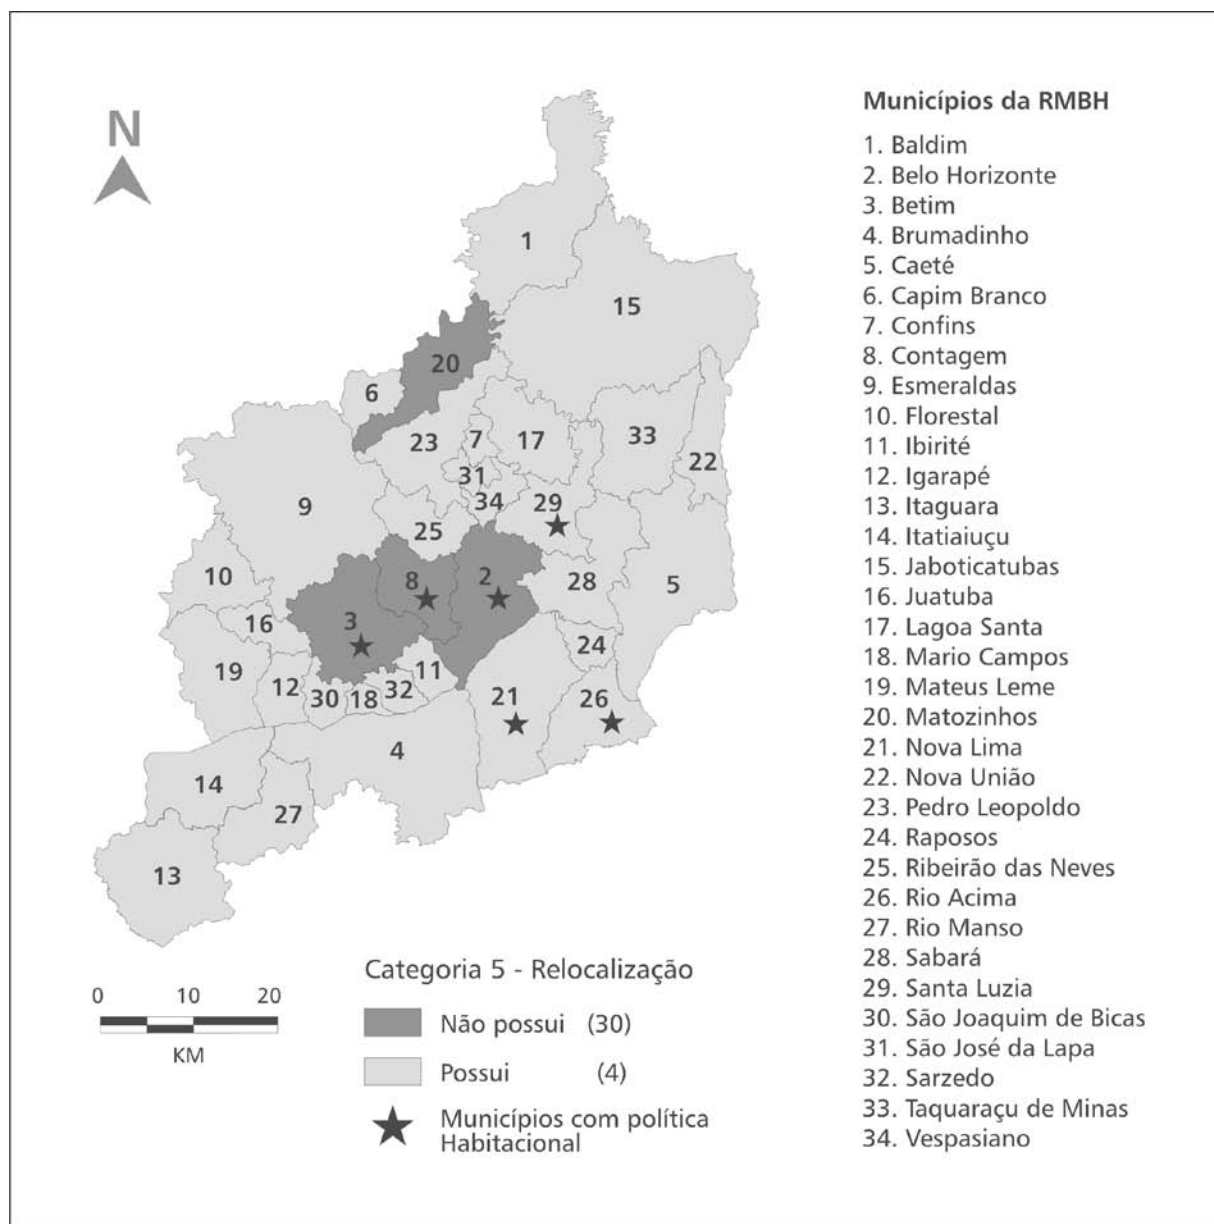 N
1
15
20
6
23
7
17
33
22
31
34
29
9
25
10
8
2
28
5
16
3
24
19
12
30
18
32
11
21
26
4
14
27
13
0 10 20
KM
Categoria 5 - Relocalização
Não possui (30)
Possui (4)
Municípios com política
Habitacional
Municípios da RMBH
1. Baldim
2. Belo Horizonte
3. Betim
4. Brumadinho
5. Caeté
6. Capim Branco
7. Confins
8. Contagem
9. Esmeraldas
10. Florestal
11. Ibirité
12. Igarapé
13. Itaguara
14. Itatiaiuçu
15. Jaboticatubas
16. Juatuba
17. Lagoa Santa
18. Mario Campos
19. Mateus Leme
20. Matozinhos
21. Nova Lima
22. Nova União
23. Pedro Leopoldo
24. Raposos
25. Ribeirão das Neves
26. Rio Acima
27. Rio Manso
28. Sabará
29. Santa Luzia
30. São Joaquim de Bicas
31. São José da Lapa
32. Sarzedo
33. Taquaraçu de Minas
34. Vespasiano